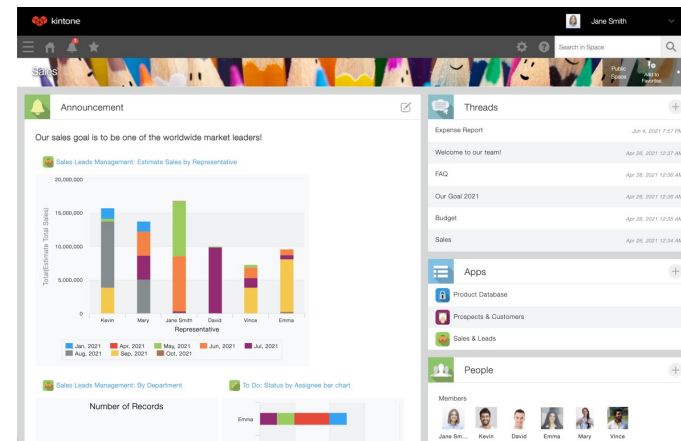 kintone
Jane Smith
Search in Space
Sales
Public Space
Add to Favorites
Announcement
Our sales goal is to be one of the worldwide market leaders!
Sales Leads Management: Estimate Sales by Representative
20,000,000
15,000,000
10,000,000
5,000,000
0
Total(Estimate Total Sales)
Kevin Mary Jane Smith David Vince Emma
Representative
Jan, 2021 Apr, 2021 May, 2021 Jun, 2021 Jul, 2021
Aug, 2021 Sep, 2021 Oct, 2021
Sales Leads Management: By Department
Number of Records
To Do: Status by Assignee bar chart
Emma
Threads
Expense Report Jun 4, 2021 7:57 PM
Welcome to our team! Apr 26, 2021 12:37 AM
FAQ Apr 26, 2021 12:36 AM
Our Goal 2021 Apr 26, 2021 12:36 AM
Budget Apr 26, 2021 12:35 AM
Sales Apr 26, 2021 12:34 AM
Apps
Product Database
Prospects & Customers
Sales & Leads
People
Members
Jane Sm... Kevin David Emma Mary Vince